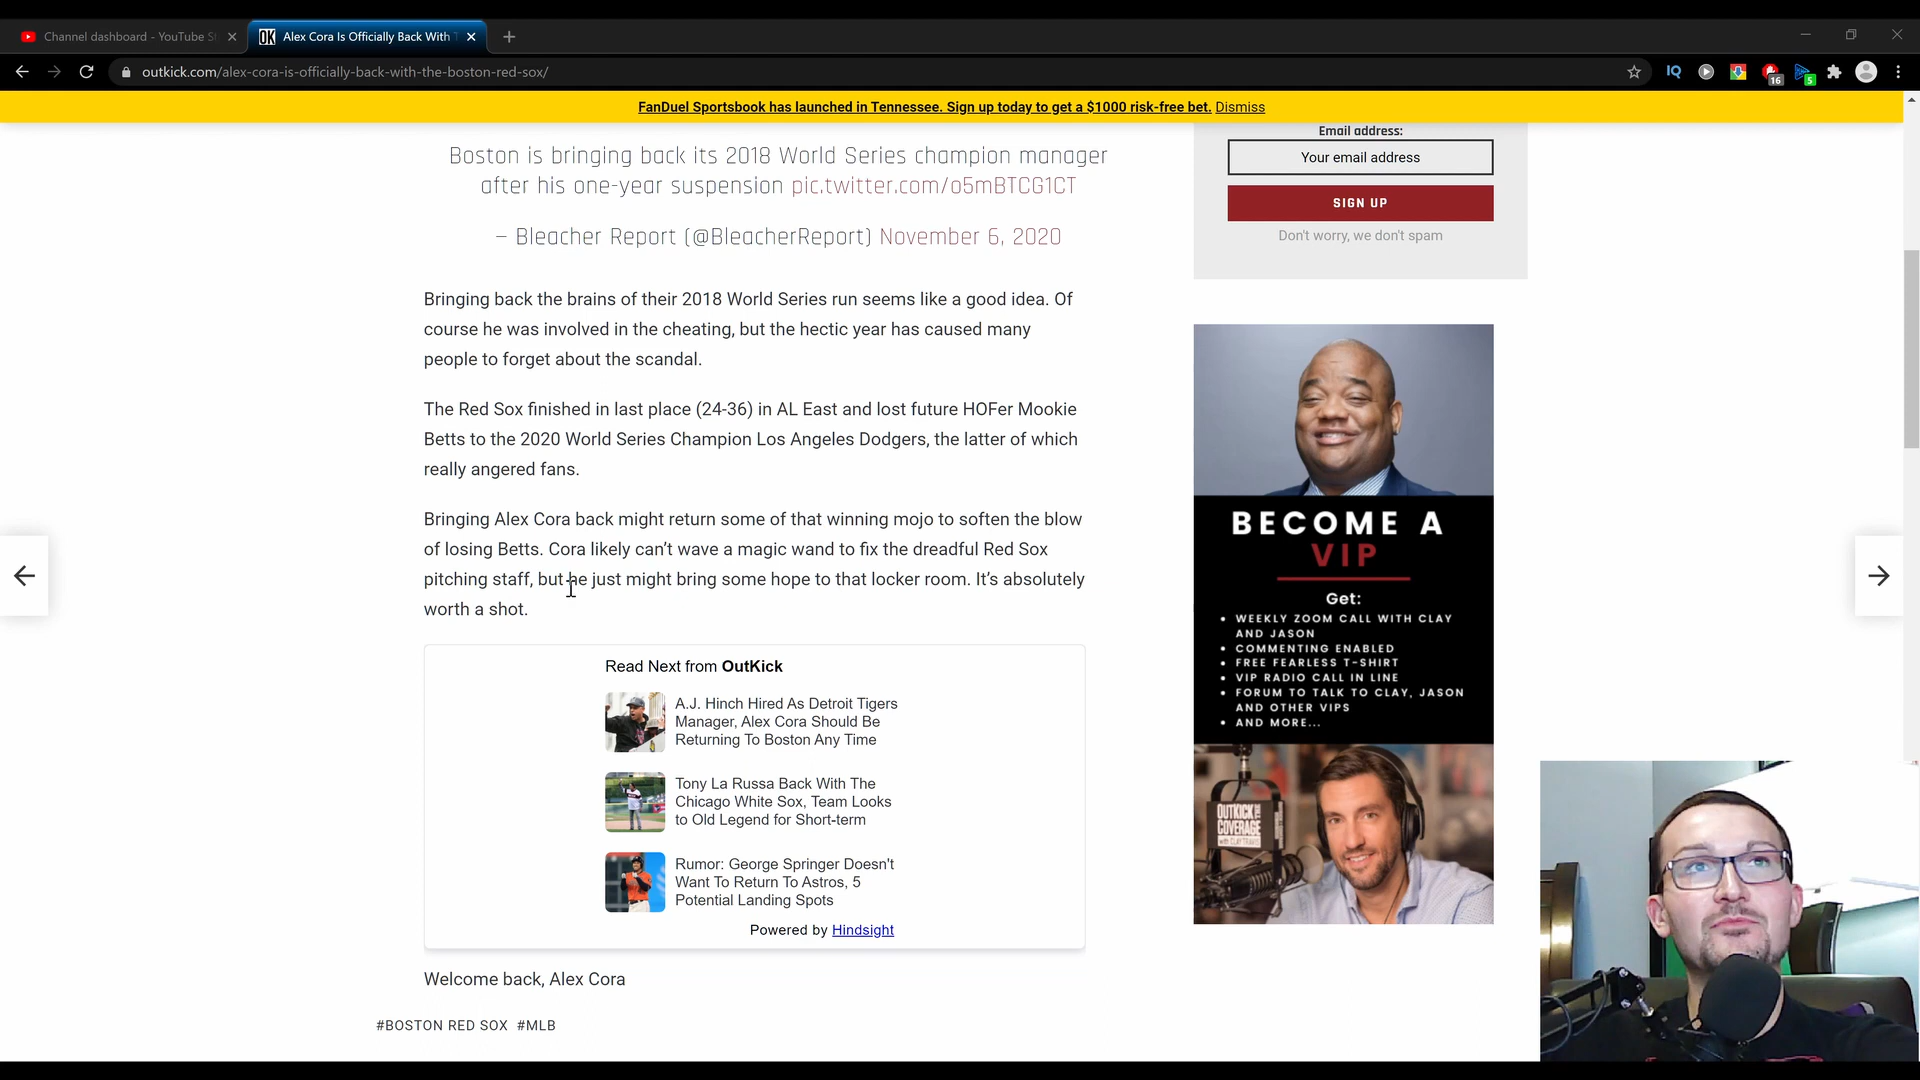 Channel dashboard - YouTube S
Alex Cora Is Officially Back With T
outkick.com/alex-cora-is-officially-back-with-the-boston-red-sox/
IQ
16
5
FanDuel Sportsbook has launched in Tennessee. Sign up today to get a $1000 risk-free bet. Dismiss
Boston is bringing back its 2018 World Series champion manager
after his one-year suspension pic.twitter.com/o5mBTCG1CT
— Bleacher Report (@BleacherReport) November 6, 2020
Bringing back the brains of their 2018 World Series run seems like a good idea. Of
course he was involved in the cheating, but the hectic year has caused many
people to forget about the scandal.
The Red Sox finished in last place (24-36) in AL East and lost future HOFer Mookie
Betts to the 2020 World Series Champion Los Angeles Dodgers, the latter of which
really angered fans.
Bringing Alex Cora back might return some of that winning mojo to soften the blow
of losing Betts. Cora likely can't wave a magic wand to fix the dreadful Red Sox
pitching staff, but he just might bring some hope to that locker room. It's absolutely
worth a shot.
Read Next from OutKick
A.J. Hinch Hired As Detroit Tigers
Manager, Alex Cora Should Be
Returning To Boston Any Time
Tony La Russa Back With The
Chicago White Sox, Team Looks
to Old Legend for Short-term
Rumor: George Springer Doesn't
Want To Return To Astros, 5
Potential Landing Spots
Powered by Hindsight
Welcome back, Alex Cora
#BOSTON RED SOX #MLB
Email address:
Your email address
SIGN UP
Don't worry, we don't spam
BECOME A
VIP
Get:
• WEEKLY ZOOM CALL WITH CLAY
AND JASON
• COMMENTING ENABLED
• FREE FEARLESS T-SHIRT
• VIP RADIO CALL IN LINE
• FORUM TO TALK TO CLAY, JASON
AND OTHER VIPS
• AND MORE...
OUTKICK
THE
COVERAGE
with CLAY TRAVIS